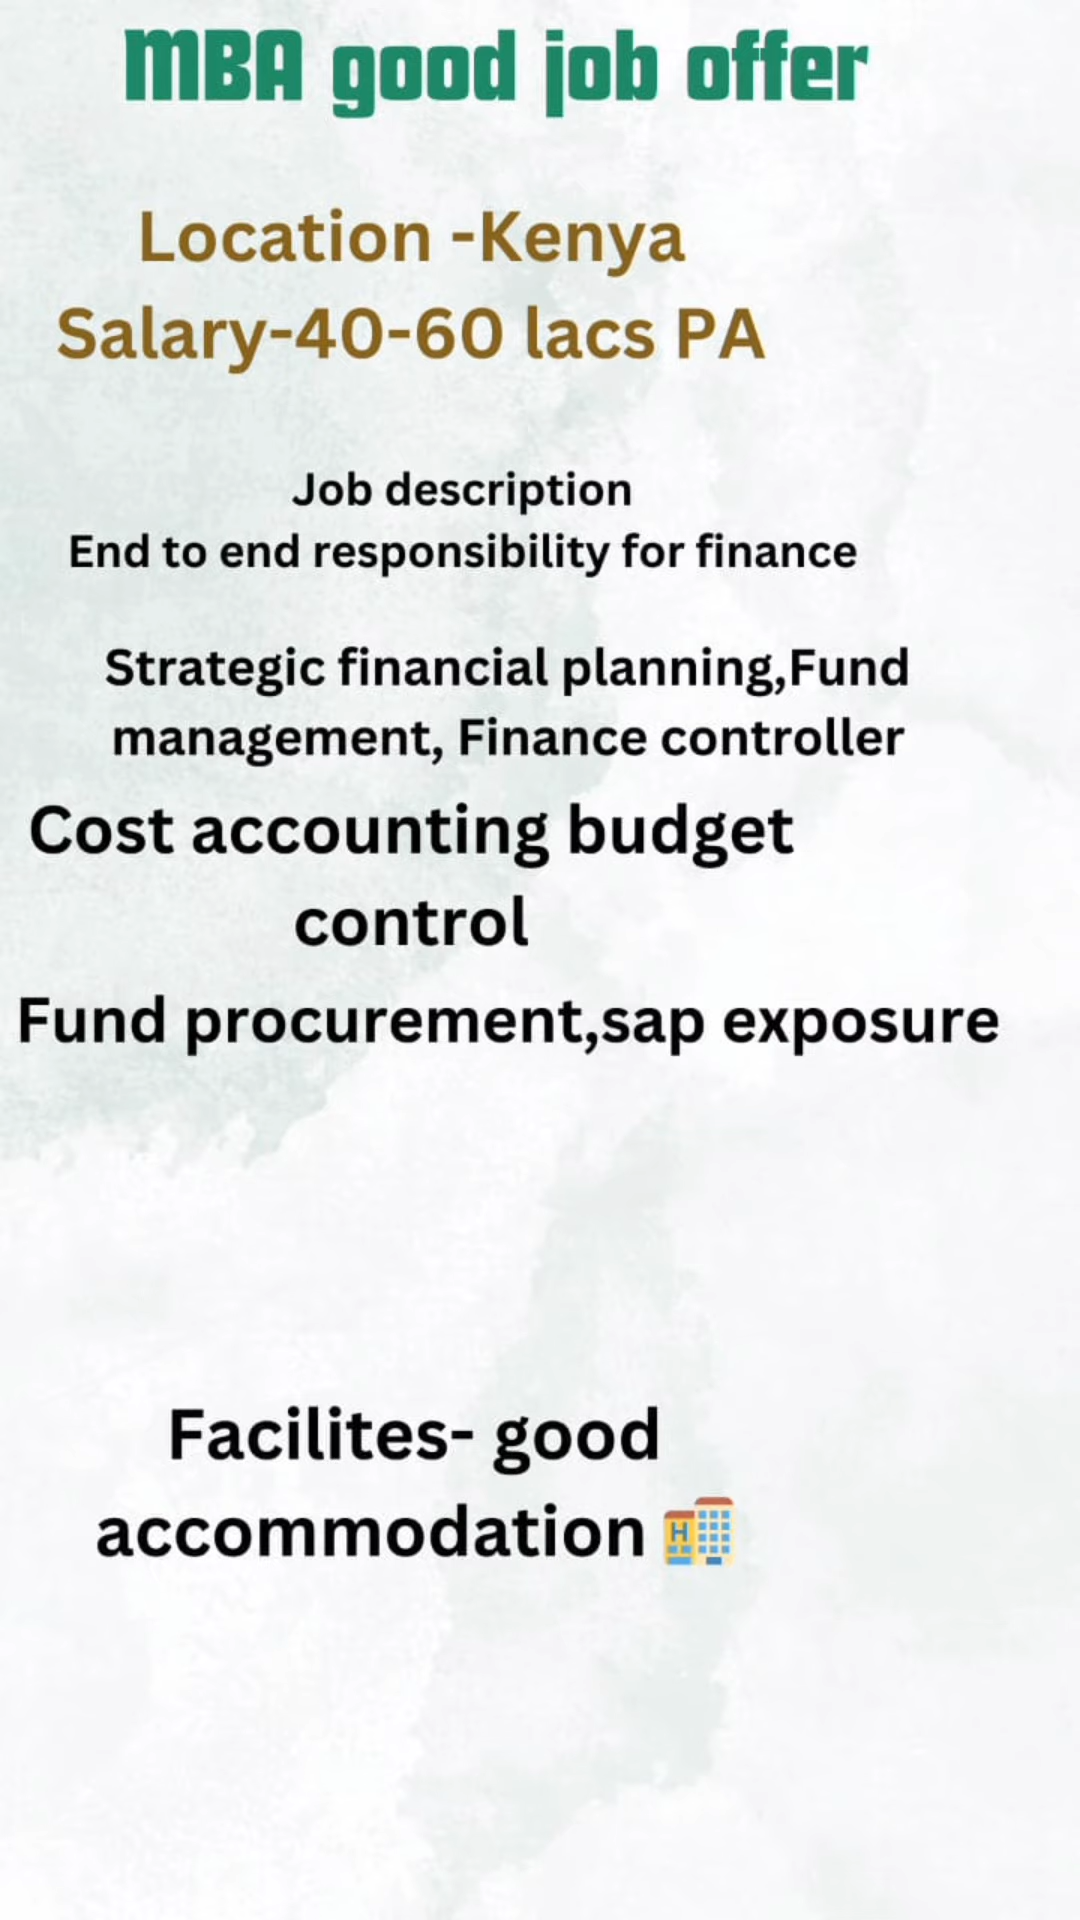 MBA good job offer
Location -Kenya
Salary-40-60 lacs PA
Job description
End to end responsibility for finance
Strategic financial planning,Fund
management, Finance controller
Cost accounting budget
control
Fund procurement,sap exposure
Facilites- good
accommodation 🏨